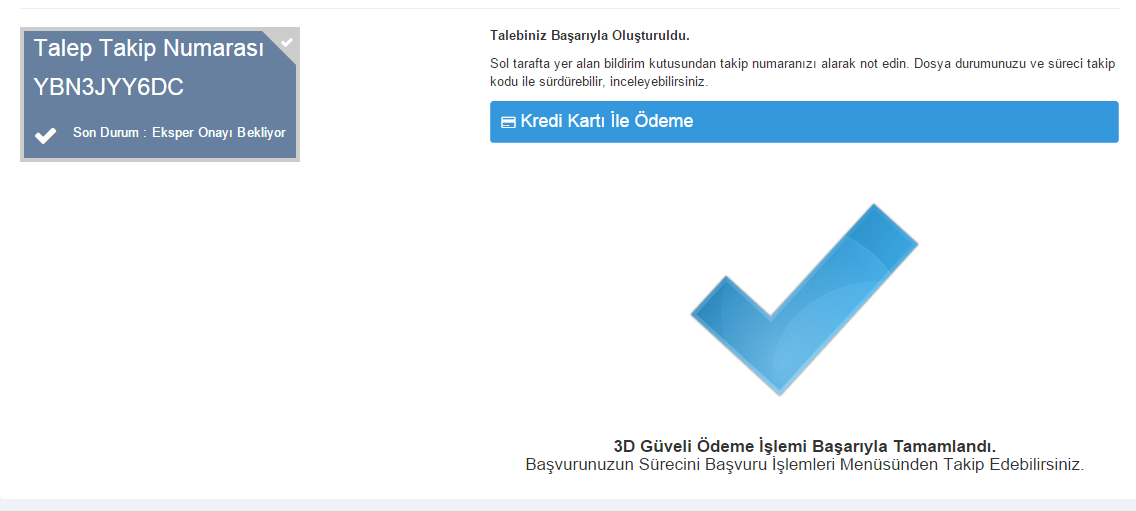 Talep Takip Numarası
YBN3JYY6DC
Son Durum : Eksper Onayı Bekliyor
Talebiniz Başarıyla Oluşturuldu.
Sol tarafta yer alan bildirim kutusundan takip numaranızı alarak not edin. Dosya durumunuzu ve süreci takip
kodu ile sürdürebilir, inceleyebilirsiniz.
Kredi Kartı İle Ödeme
3D Güveli Ödeme İşlemi Başarıyla Tamamlandı.
Başvurunuzun Sürecini Başvuru İşlemleri Menüsünden Takip Edebilirsiniz.